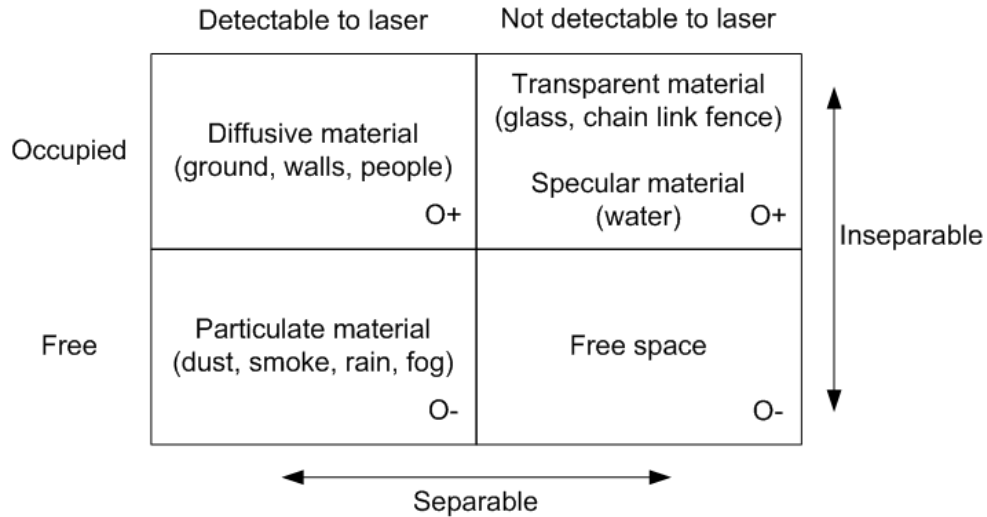 Detectable to laser
Not detectable to laser
Occupied
Diffusive material
(ground, walls, people)
O+
Transparent material
(glass, chain link fence)
Specular material
(water)
O+
Inseparable
Free
Particulate material
(dust, smoke, rain, fog)
O-
Free space
O-
Separable